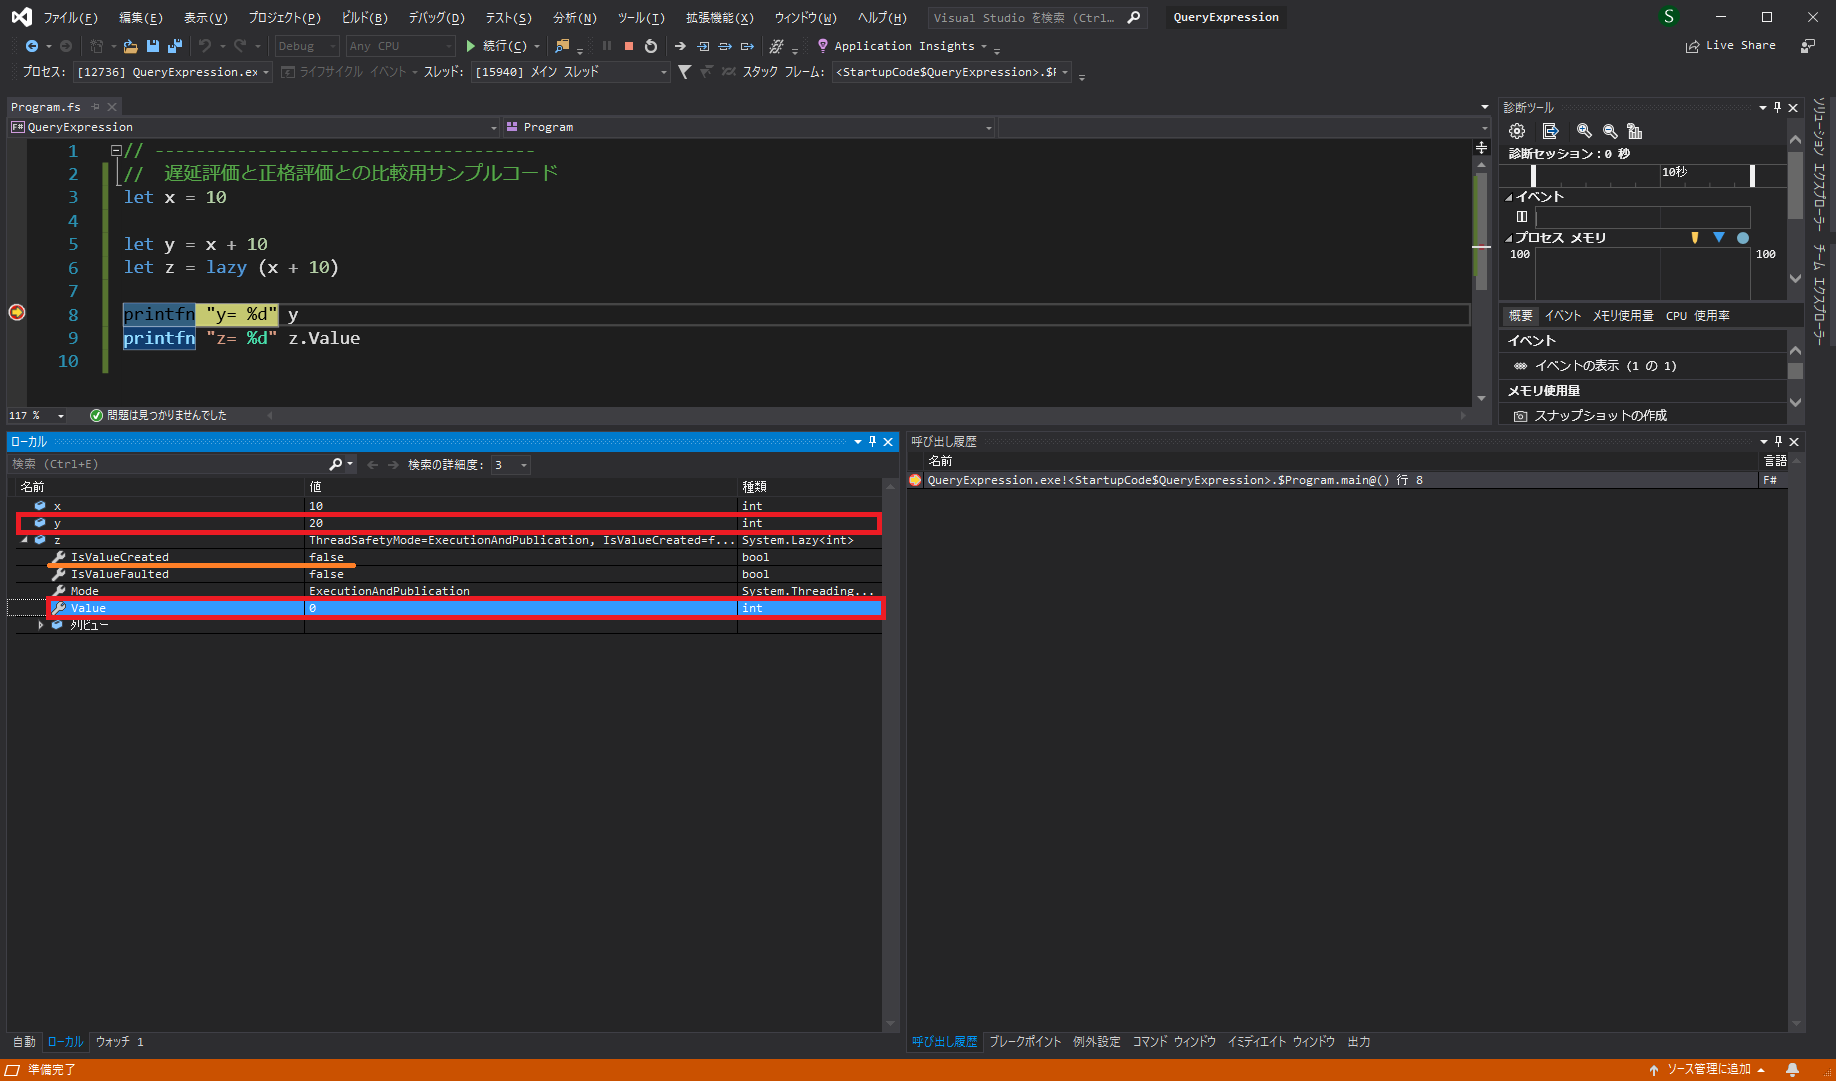 ファイル(F) 編集(E) 表示(V) プロジェクト(P) ビルド(B) デバッグ(D) テスト(S) 分析(N) ツール(T) 拡張機能(X) ウィンドウ(W) ヘルプ(H) Visual Studio を検索 (Ctrl... QueryExpression S
Debug Any CPU 続行(C) Application Insights Live Share
プロセス: [12736] QueryExpression.ex ライフサイクル イベント スレッド: [15940] メイン スレッド スタック フレーム: <StartupCode$QueryExpression>.$F
Program.fs
F# QueryExpression Program
1 // -------------------------------------
2 // 遅延評価と正格評価との比較用サンプルコード
3 let x = 10
4
5 let y = x + 10
6 let z = lazy (x + 10)
7
8 printfn "y= %d" y
9 printfn "z= %d" z.Value
10
117 % 問題は見つかりませんでした
診断ツール
診断セッション:0 秒
10秒
イベント
プロセス メモリ
100 100
概要 イベント メモリ使用量 CPU 使用率
イベント
イベントの表示 (1 の 1)
メモリ使用量
スナップショットの作成
ソリューション エクスプローラー チーム エクスプローラー
ローカル
検索 (Ctrl+E) 検索の詳細度: 3
名前 値 種類
x 10 int
y 20 int
z ThreadSafetyMode=ExecutionAndPublication, IsValueCreated=f... System.Lazy<int>
IsValueCreated false bool
IsValueFaulted false bool
Mode ExecutionAndPublication System.Threading...
Value 0 int
列ビュー
自動 ローカル ウォッチ 1
呼び出し履歴
名前 言語
QueryExpression.exe!<StartupCode$QueryExpression>.$Program.main@() 行 8 F#
呼び出し履歴 ブレークポイント 例外設定 コマンド ウィンドウ イミディエイト ウィンドウ 出力
準備完了 ソース管理に追加